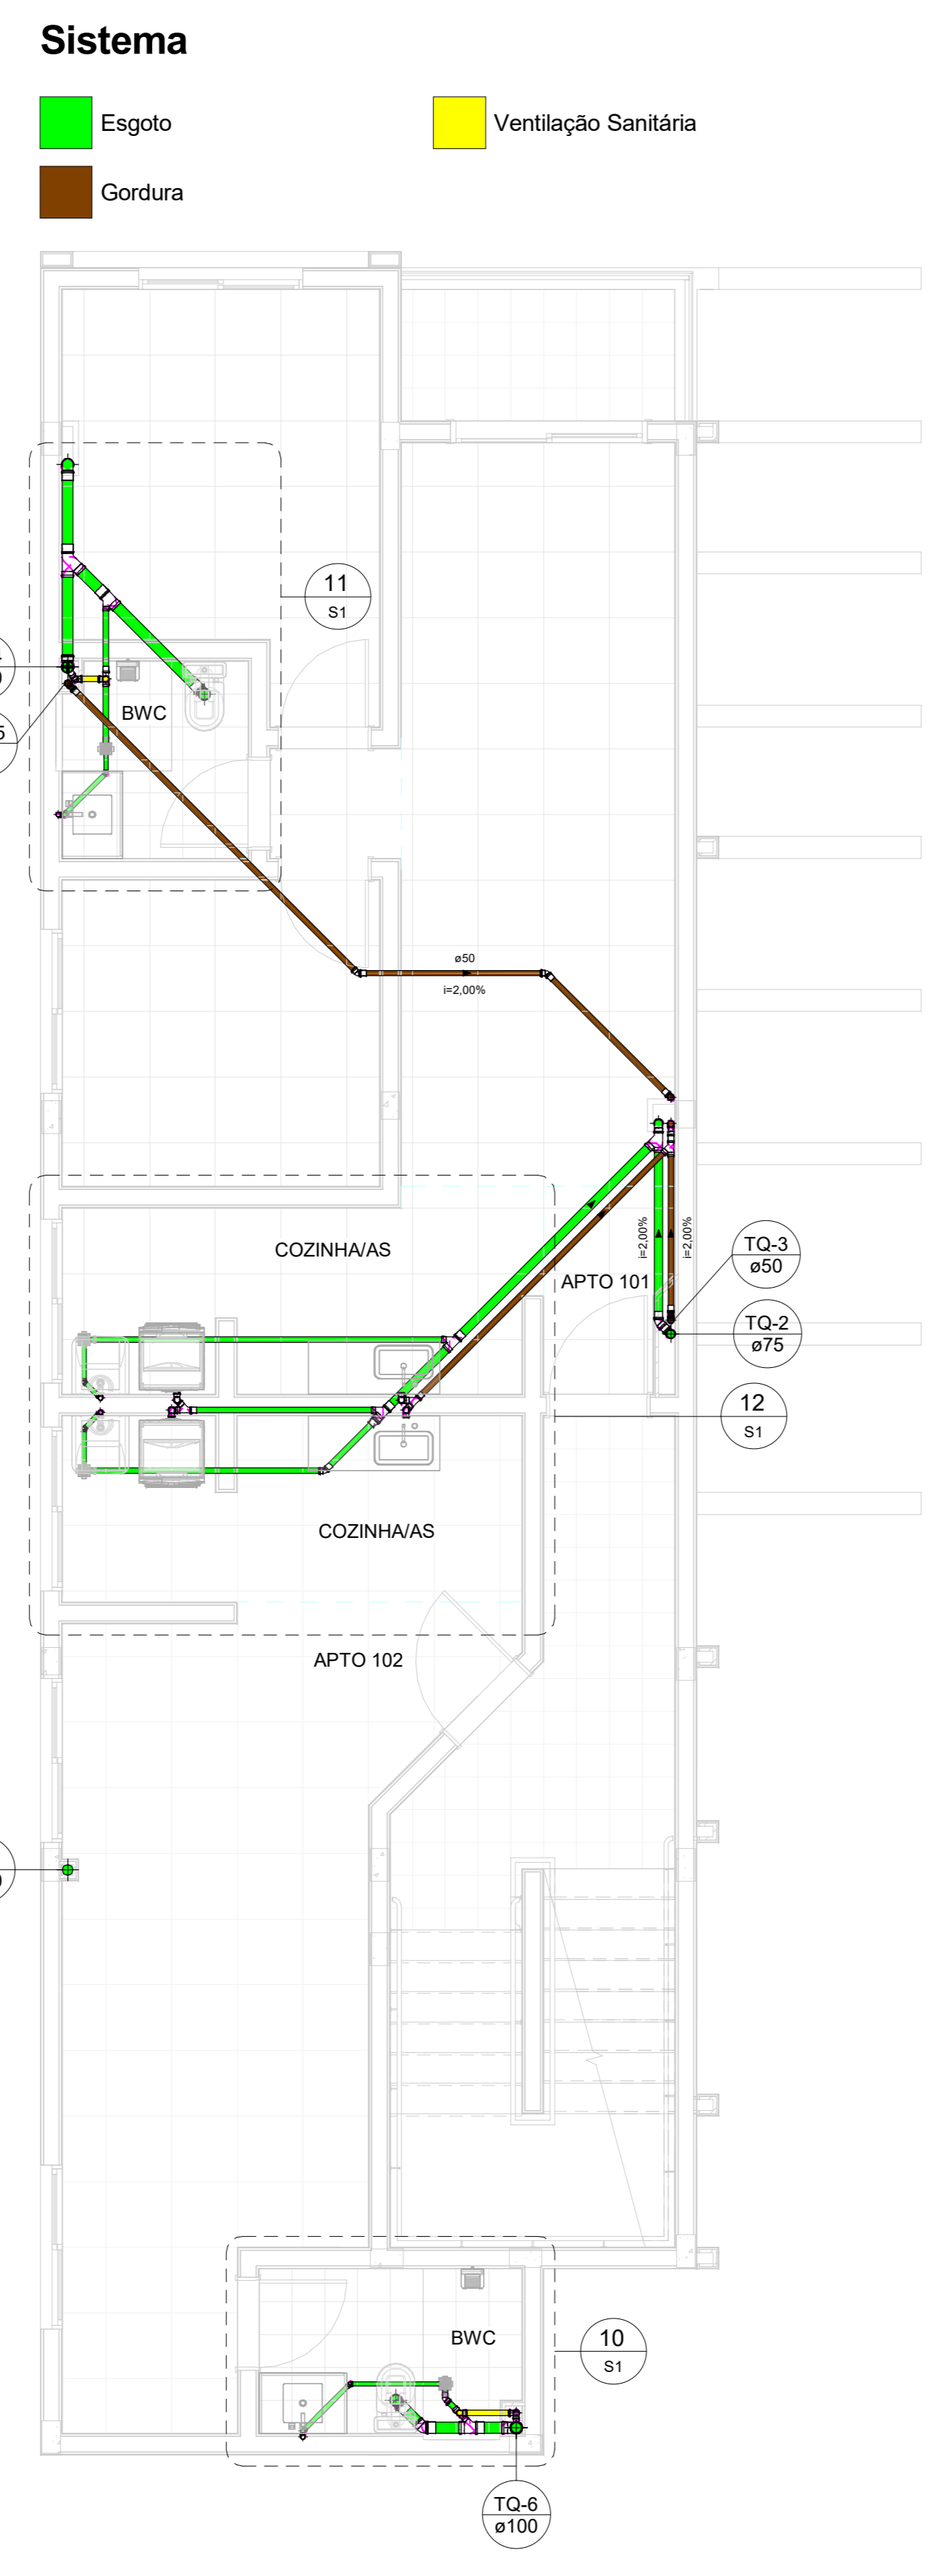 Sistema
Esgoto
Ventilação Sanitária
Gordura
11
S1
BWC
5
ø50
i=2,00%
COZINHA/AS
i=2,00%
i=2,00%
APTO 101
TQ-3
ø50
TQ-2
ø75
12
S1
COZINHA/AS
APTO 102
BWC
10
S1
TQ-6
ø100